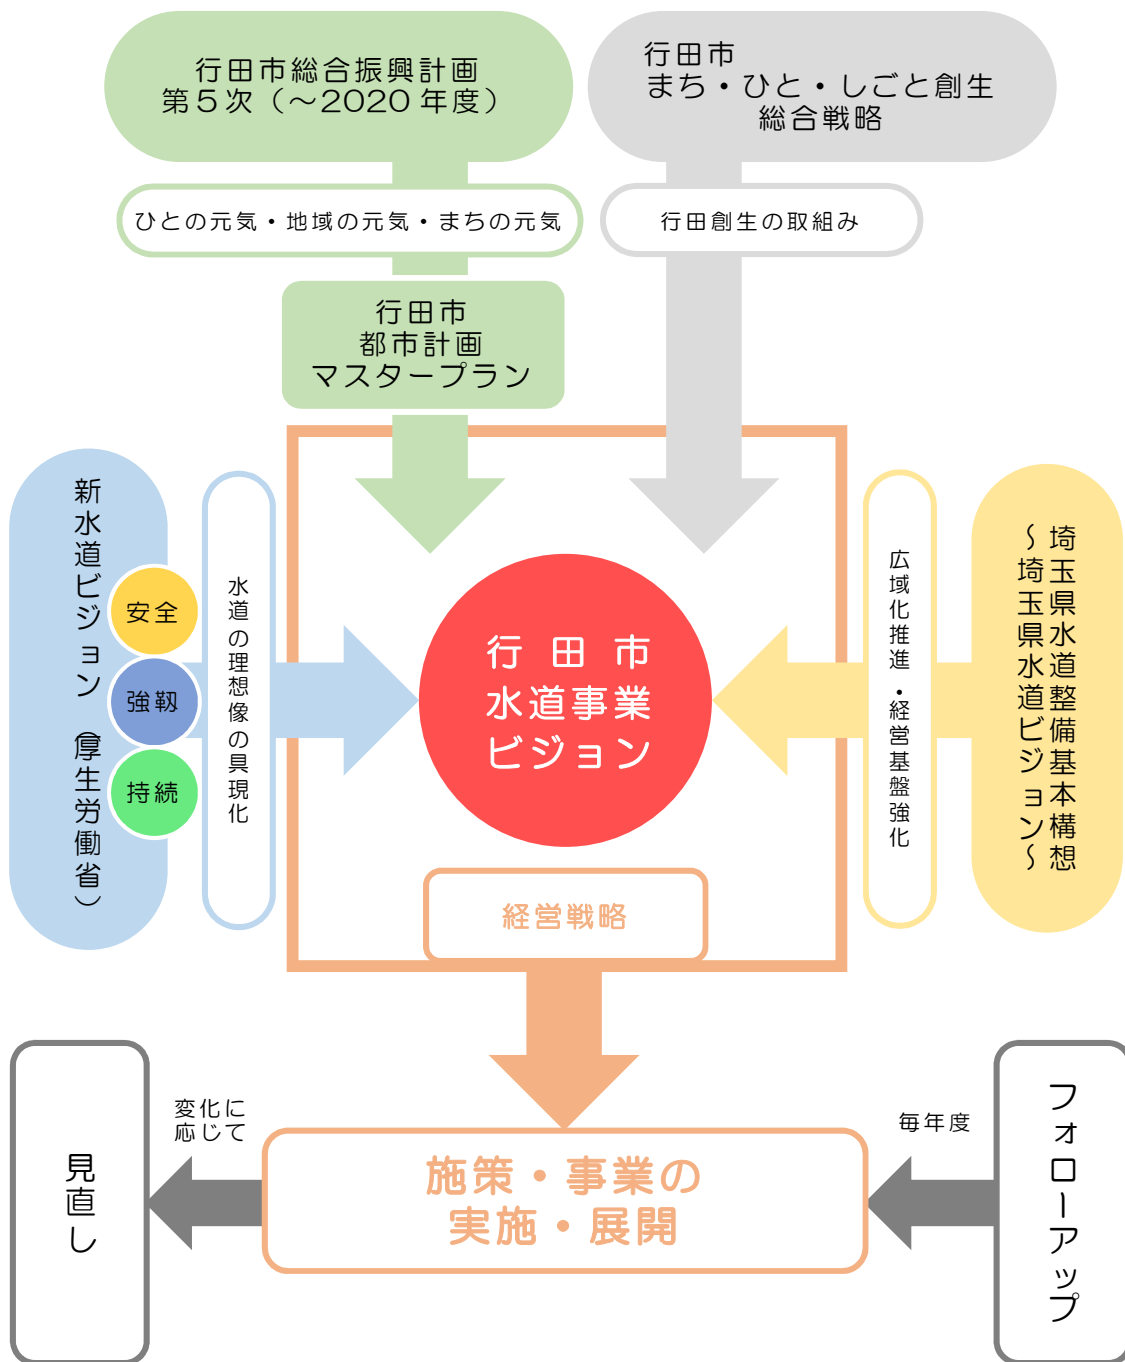 行田市総合振興計画
第5次（～2020年度）
行田市
まち・ひと・しごと創生
総合戦略
ひとの元気・地域の元気・まちの元気
行田創生の取組み
行田市
都市計画
マスタープラン
新水道ビジョン（厚生労働省）
安全
強靱
持続
水道の理想像の具現化
行田市
水道事業
ビジョン
広域化推進・経営基盤強化
埼玉県水道整備基本構想
～埼玉県水道ビジョン～
経営戦略
見直し
変化に
応じて
施策・事業の
実施・展開
毎年度
フォローアップ